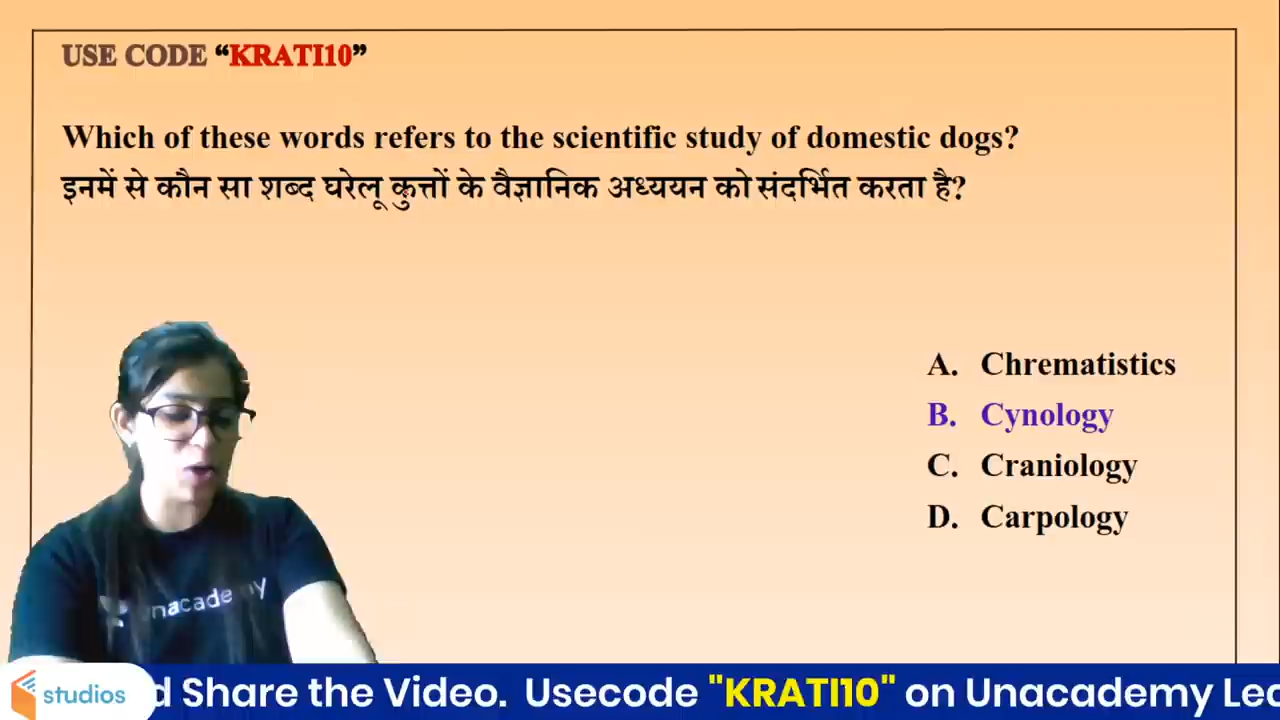 USE CODE “KRATI10”
Which of these words refers to the scientific study of domestic dogs?
इनमें से कौन सा शब्द घरेलू कुत्तों के वैज्ञानिक अध्ययन को संदर्भित करता है?
A. Chrematistics
B. Cynology
C. Craniology
D. Carpology
unacademy
studios
d Share the Video. Usecode "KRATI10" on Unacademy Lea